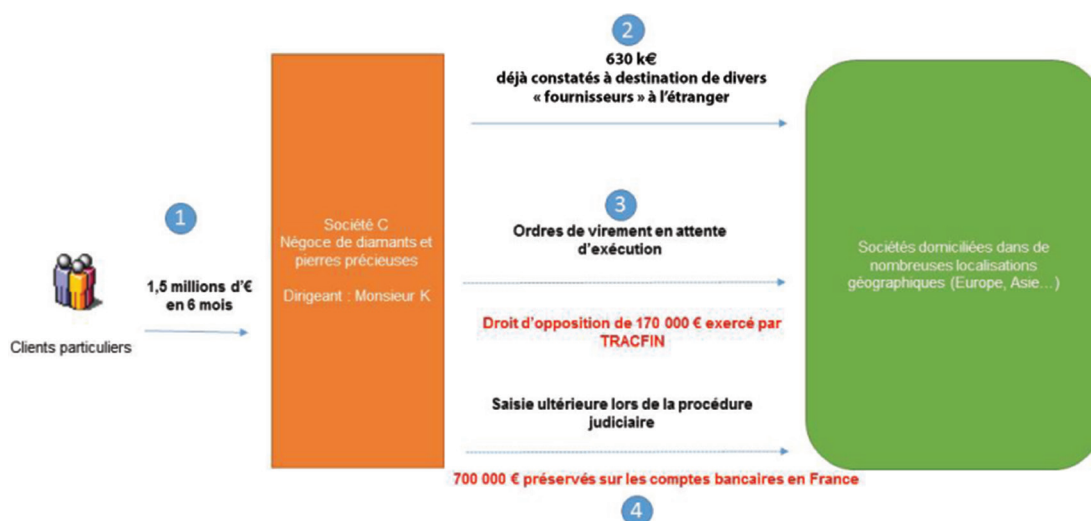 1
1,5 millions d'€
en 6 mois
Clients particuliers
Société C
Négoce de diamants et
pierres précieuses
Dirigeant : Monsieur K
2
630 k€
déjà constatés à destination de divers
« fournisseurs » à l'étranger
3
Ordres de virement en attente
d'exécution
Droit d'opposition de 170 000 € exercé par
TRACFIN
Saisie ultérieure lors de la procédure
judiciaire
700 000 € préservés sur les comptes bancaires en France
4
Sociétés domiciliées dans de
nombreuses localisations
géographiques (Europe, Asie…)